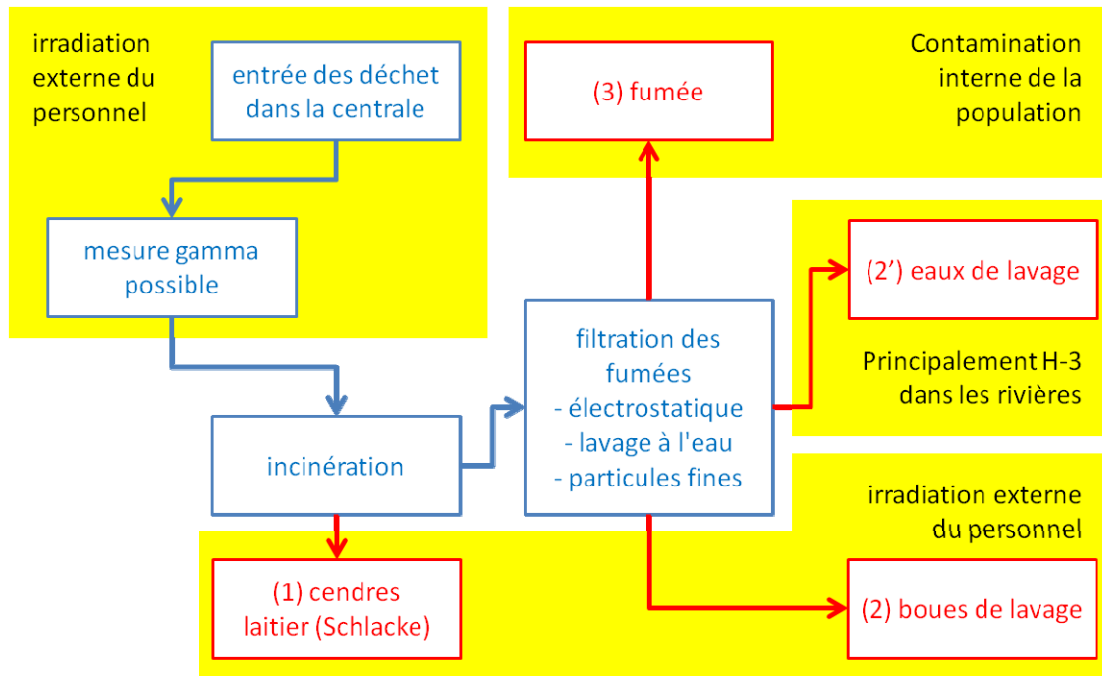 irradiation
externe du
personnel
entrée des déchet
dans la centrale
mesure gamma
possible
incinération
filtration des
fumées
- électrostatique
- lavage à l'eau
- particules fines
(3) fumée
Contamination
interne de la
population
(2') eaux de lavage
Principalement H-3
dans les rivières
irradiation externe
du personnel
(2) boues de lavage
(1) cendres
laitier (Schlacke)